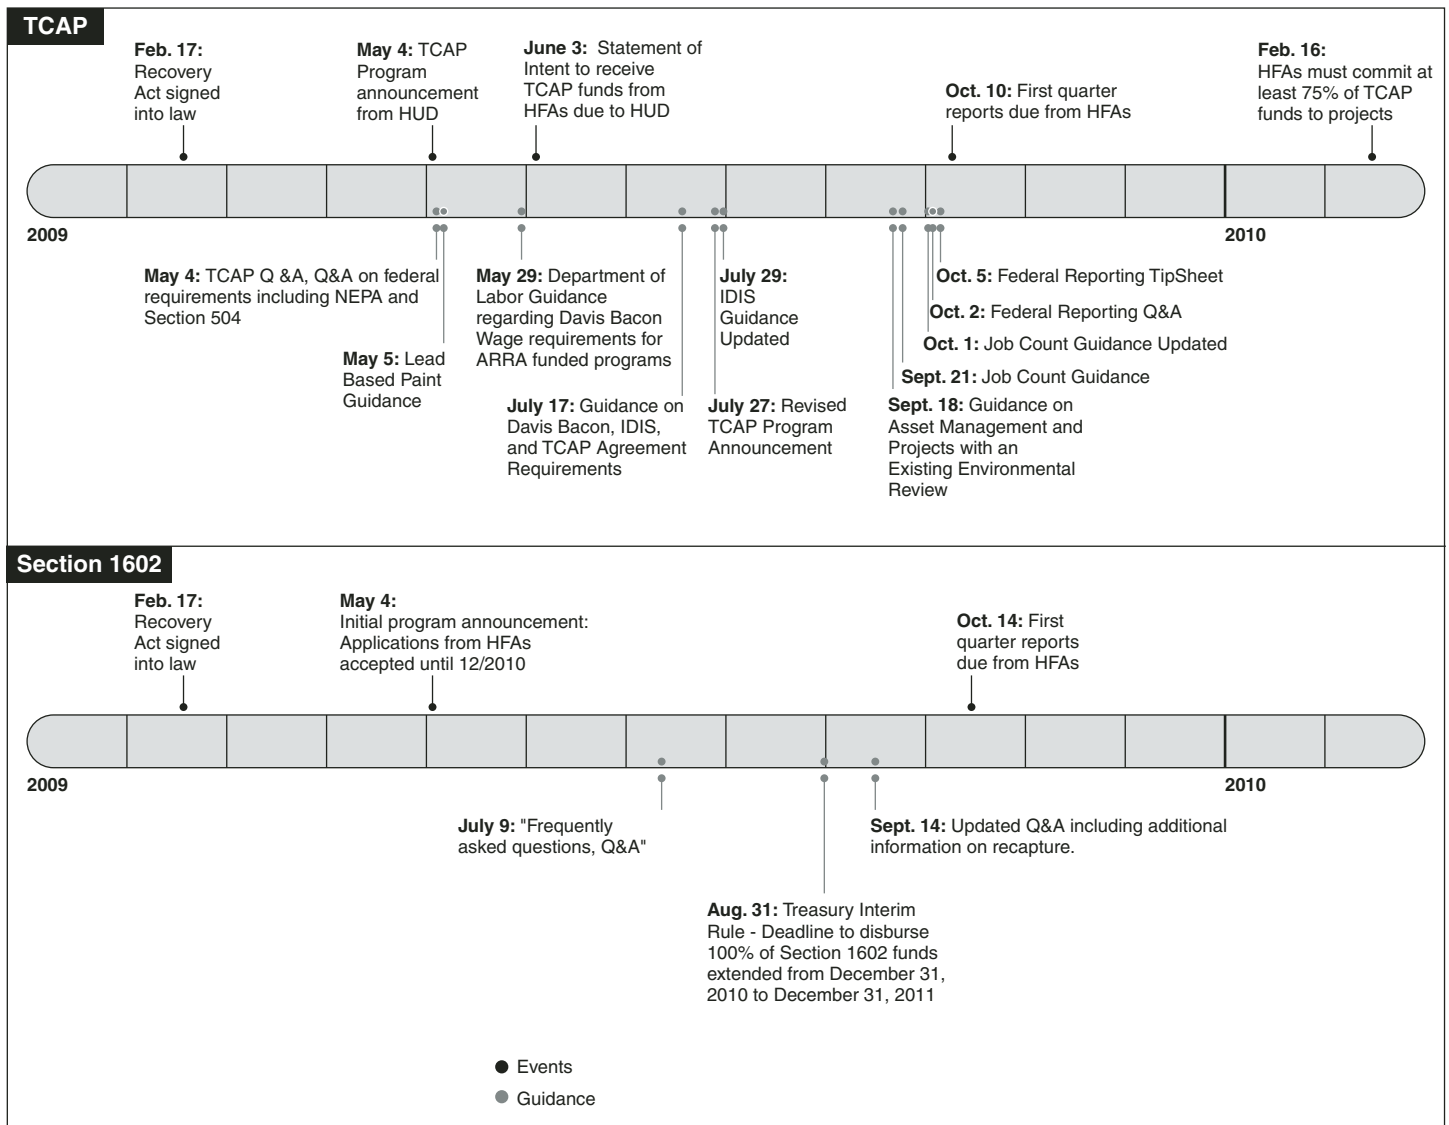 TCAP
Feb. 17:
Recovery
Act signed
into law
May 4: TCAP
Program
announcement
from HUD
June 3: Statement of
Intent to receive
TCAP funds from
HFAs due to HUD
Oct. 10: First quarter
reports due from HFAs
Feb. 16:
HFAs must commit at
least 75% of TCAP
funds to projects
2009
2010
May 4: TCAP Q &A, Q&A on federal
requirements including NEPA and
Section 504
May 5: Lead
Based Paint
Guidance
May 29: Department of
Labor Guidance
regarding Davis Bacon
Wage requirements for
ARRA funded programs
July 17: Guidance on
Davis Bacon, IDIS,
and TCAP Agreement
Requirements
July 29:
IDIS
Guidance
Updated
July 27: Revised
TCAP Program
Announcement
Oct. 5: Federal Reporting TipSheet
Oct. 2: Federal Reporting Q&A
Oct. 1: Job Count Guidance Updated
Sept. 21: Job Count Guidance
Sept. 18: Guidance on
Asset Management and
Projects with an
Existing Environmental
Review
Section 1602
Feb. 17:
Recovery
Act signed
into law
May 4:
Initial program announcement:
Applications from HFAs
accepted until 12/2010
Oct. 14: First
quarter reports
due from HFAs
2009
2010
July 9: "Frequently
asked questions, Q&A"
Aug. 31: Treasury Interim
Rule - Deadline to disburse
100% of Section 1602 funds
extended from December 31,
2010 to December 31, 2011
Sept. 14: Updated Q&A including additional
information on recapture.
Events
Guidance